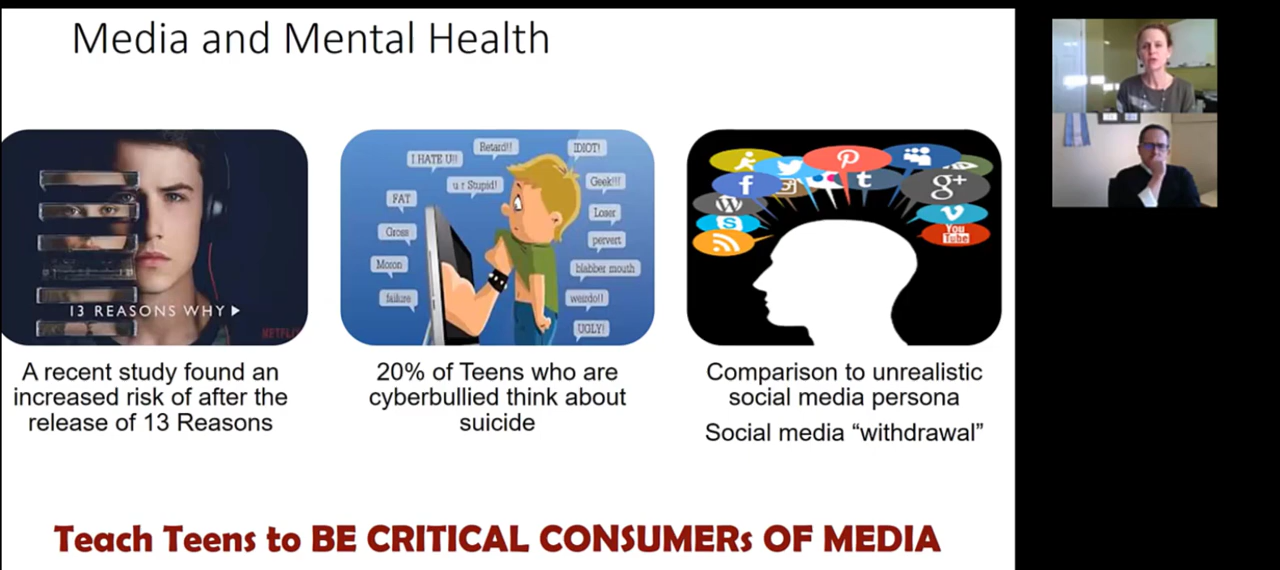 Media and Mental Health
13 REASONS WHY
NETFLIX
I HATE U!!
Retard!!
IDIOT!
u r Stupid!
Geek!!!
FAT
Loser
Gross
pervert
Moron
blabber mouth
failure
weirdo!!
UGLY!
f
t
g+
You
Tube
A recent study found an
increased risk of after the
release of 13 Reasons
20% of Teens who are
cyberbullied think about
suicide
Comparison to unrealistic
social media persona
Social media “withdrawal”
Teach Teens to BE CRITICAL CONSUMERs OF MEDIA